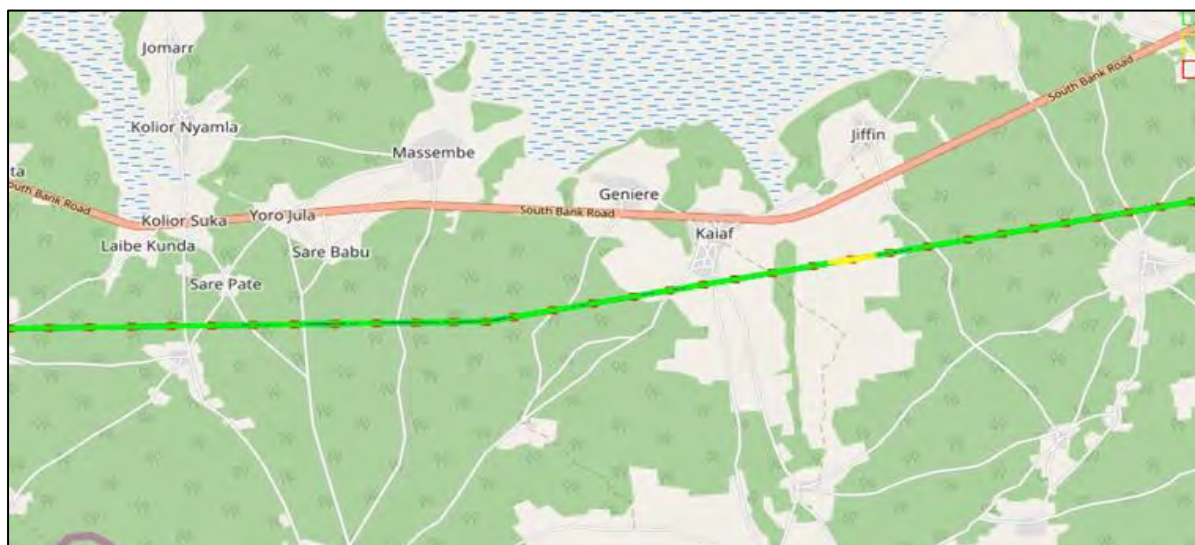 Jomarr
Kolior Nyamla
Massembe
Jiffin
South Bank Road
ta
Geniere
South Bank Road
South Bank Road
Kolior Suka
Yoro Jula
Kaiaf
Laibe Kunda
Sare Babu
Sare Pate